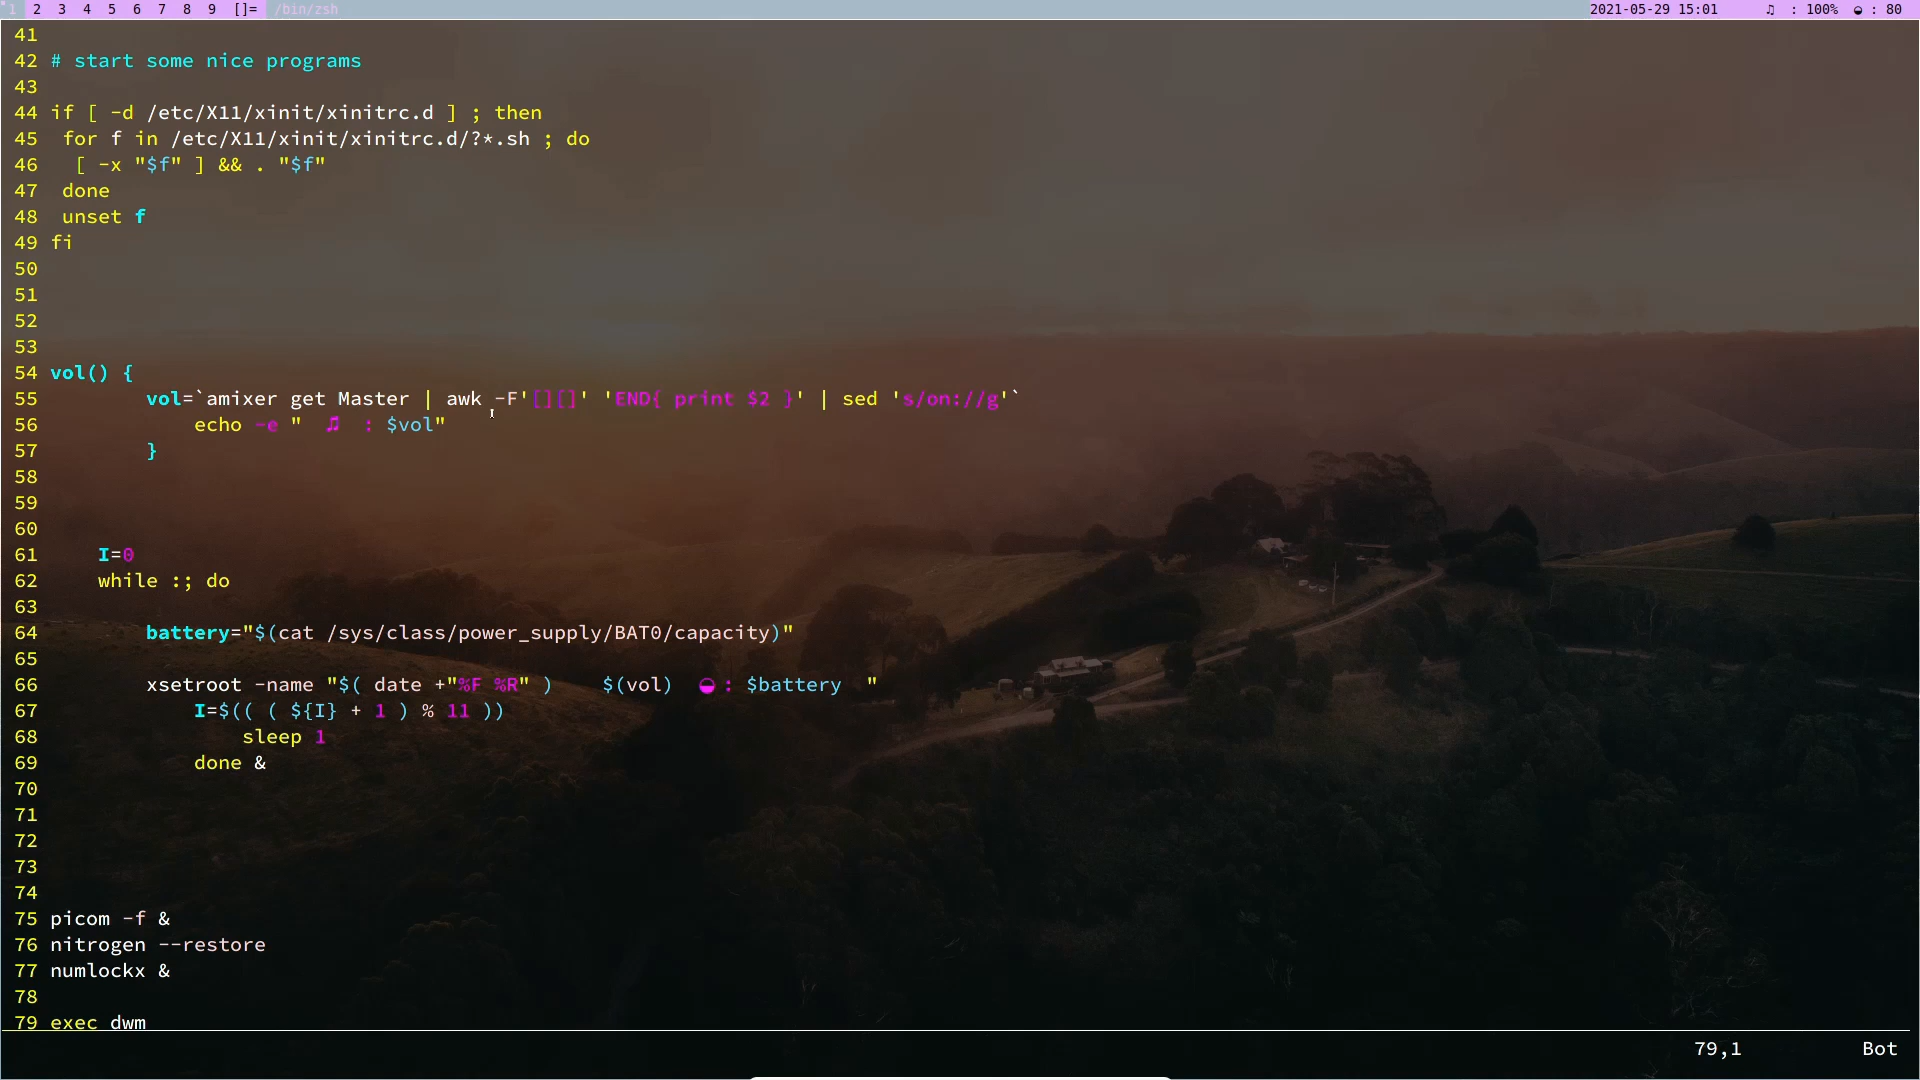 1 2 3 4 5 6 7 8 9 []= /bin/zsh 2021-05-29 15:01 ♫ : 100% ◒ : 80
41
42 # start some nice programs
43
44 if [ -d /etc/X11/xinit/xinitrc.d ] ; then
45  for f in /etc/X11/xinit/xinitrc.d/?*.sh ; do
46   [ -x "$f" ] && . "$f"
47  done
48  unset f
49 fi
50
51
52
53
54 vol() {
55         vol=`amixer get Master | awk -F'[][]' 'END{ print $2 }' | sed 's/on://g'`
56             echo -e "  ♫  : $vol"
57         }
58
59
60
61     I=0
62     while :; do
63
64         battery="$(cat /sys/class/power_supply/BAT0/capacity)"
65
66         xsetroot -name "$( date +"%F %R" )    $(vol)  ◒ : $battery  "
67             I=$(( ( ${I} + 1 ) % 11 ))
68                 sleep 1
69             done &
70
71
72
73
74
75 picom -f &
76 nitrogen --restore
77 numlockx &
78
79 exec dwm
79,1 Bot